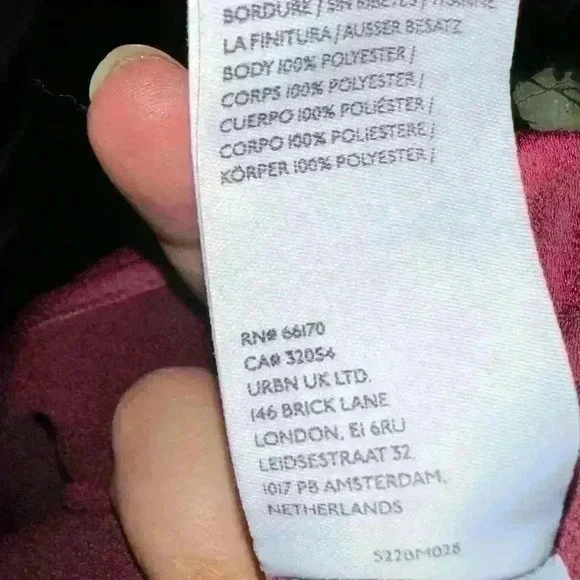 BORDURE / SIN
LA FINITURA / AUSSER BESATZ
BODY 100% POLYESTER /
CORPS 100% POLYESTER /
CUERPO 100% POLIÉSTER /
CORPO 100% POLIESTERE /
KÖRPER 100% POLYESTER /
RN# 66170
CA# 32054
URBN UK LTD.
146 BRICK LANE
LONDON, E1 6RU
LEIDSESTRAAT 32,
1017 PB AMSTERDAM,
NETHERLANDS
S22BM028